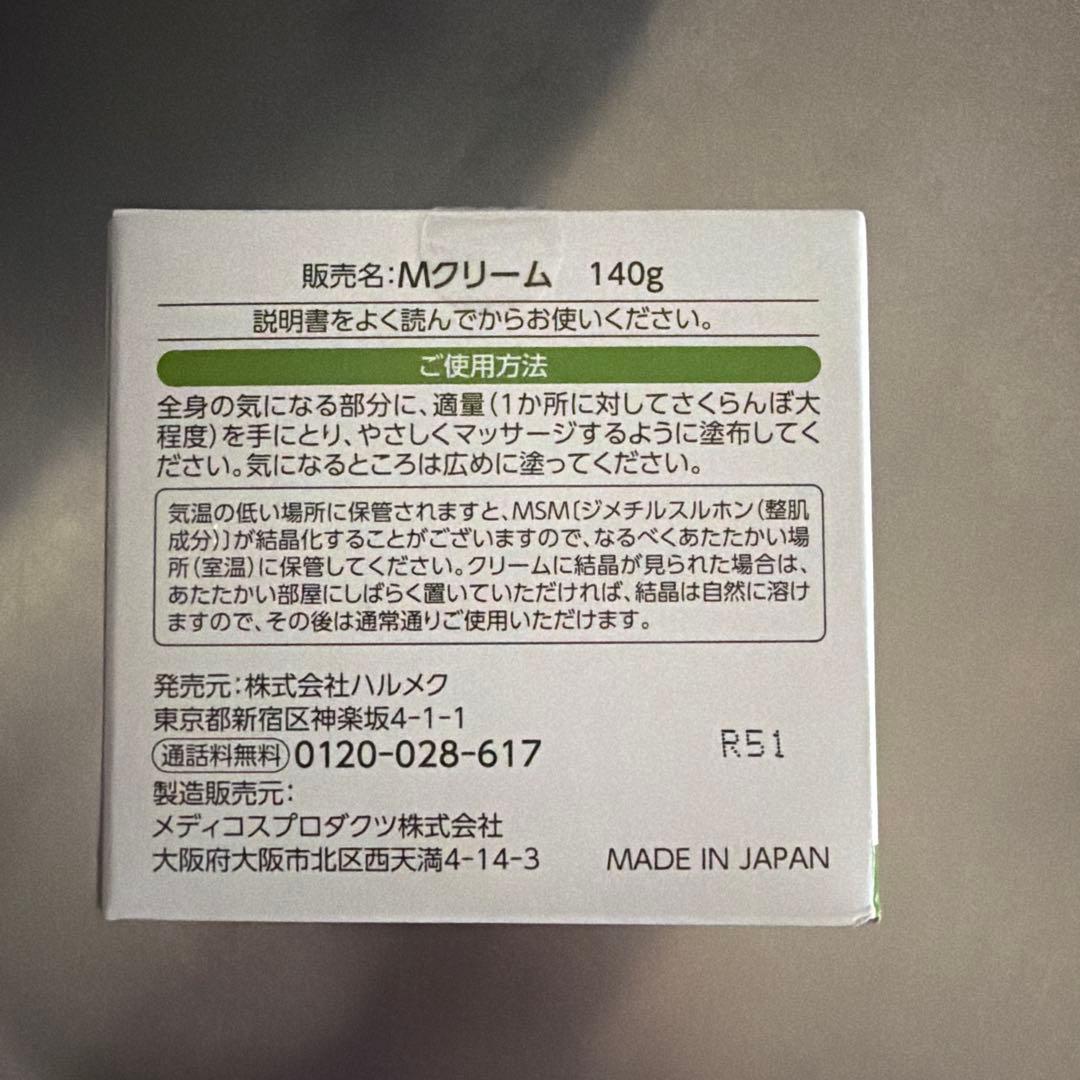 販売名：Mクリーム　140g
説明書をよく読んでからお使いください。
ご使用方法
全身の気になる部分に、適量（1か所に対してさくらんぼ大
程度）を手にとり、やさしくマッサージするように塗布してく
ださい。気になるところは広めに塗ってください。
気温の低い場所に保管されますと、MSM〔ジメチルスルホン（整肌
成分）〕が結晶化することがございますので、なるべくあたたかい場
所（室温）に保管してください。クリームに結晶が見られた場合は、
あたたかい部屋にしばらく置いていただければ、結晶は自然に溶け
ますので、その後は通常通りご使用いただけます。
発売元：株式会社ハルメク
東京都新宿区神楽坂4-1-1
通話料無料 0120-028-617
R51
製造販売元：
メディコスプロダクツ株式会社
大阪府大阪市北区西天満4-14-3
MADE IN JAPAN